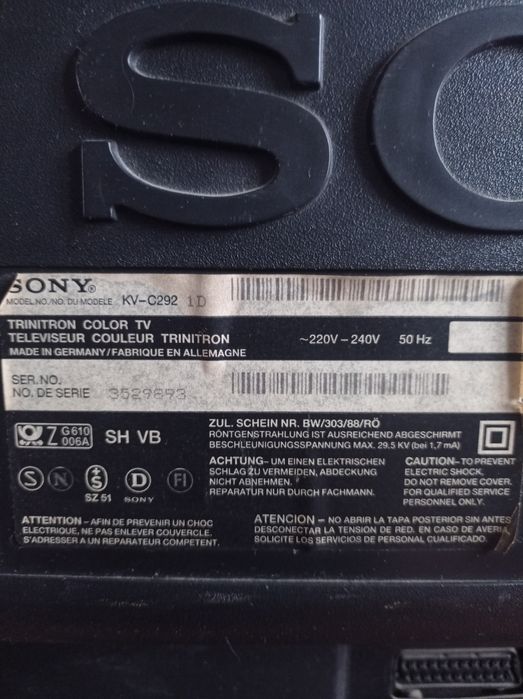 SO
SONY®
MODEL NO./NO. DU MODELE KV-C292 1D
TRINITRON COLOR TV
TELEVISEUR COULEUR TRINITRON ~220V – 240V 50 Hz
MADE IN GERMANY/FABRIQUE EN ALLEMAGNE
SER.NO.
NO. DE SERIE 3529893
Z G610 006A SH VB
ZUL. SCHEIN NR. BW/303/88/RÖ
RÖNTGENSTRAHLUNG IST AUSREICHEND ABGESCHIRMT
BESCHLEUNIGUNGSSPANNUNG MAX. 29.5 KV (bei 1,7 mA)
S N S D FI
SZ 51 SONY
ACHTUNG – UM EINEN ELEKTRISCHEN
SCHLAG ZU VERMEIDEN, ABDECKUNG
NICHT ABNEHMEN.
REPARATUR NUR DURCH FACHMANN.
CAUTION – TO PREVENT
ELECTRIC SHOCK,
DO NOT REMOVE COVER.
FOR QUALIFIED SERVICE
PERSONNEL ONLY.
ATTENTION – AFIN DE PREVENIR UN CHOC
ELECTRIQUE, NE PAS ENLEVER COUVERCLE.
S'ADRESSER A UN REPARATEUR COMPETENT.
ATENCION – NO ABRIR LA TAPA POSTERIOR SIN ANTES
DESCONECTAR LA TENSION DE RED. EN CASO DE AVERIA,
SOLICITE LOS SERVICIOS DE PERSONAL CUALIFICADO.